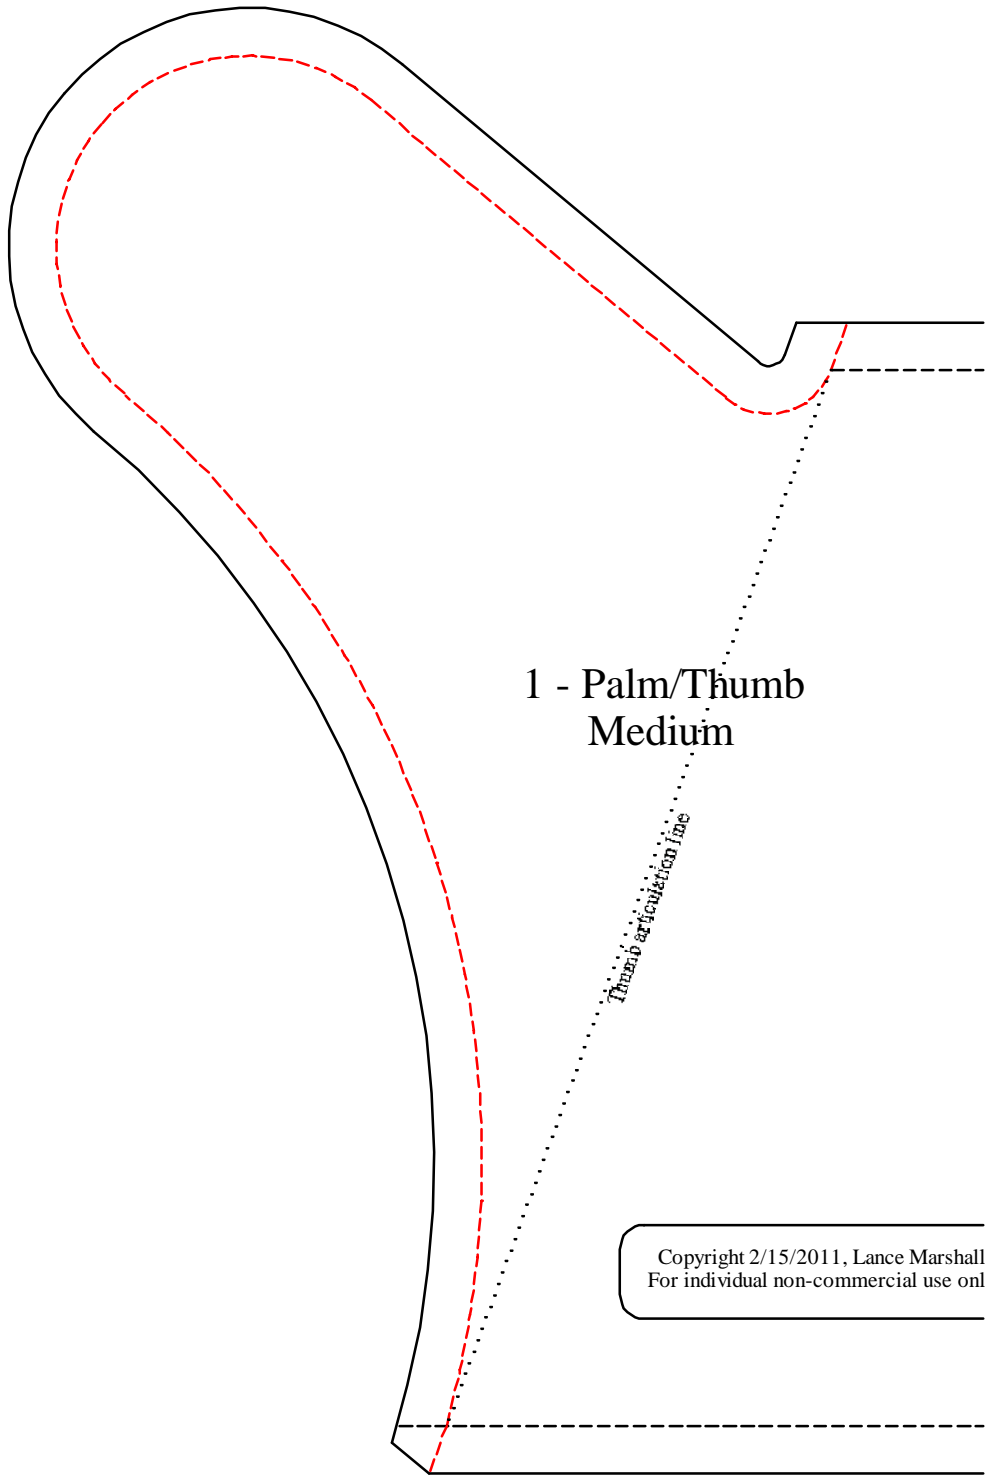 1 - Palm/Thumb
Medium
Thumb articulation line
Copyright 2/15/2011, Lance Marshall
For individual non-commercial use onl